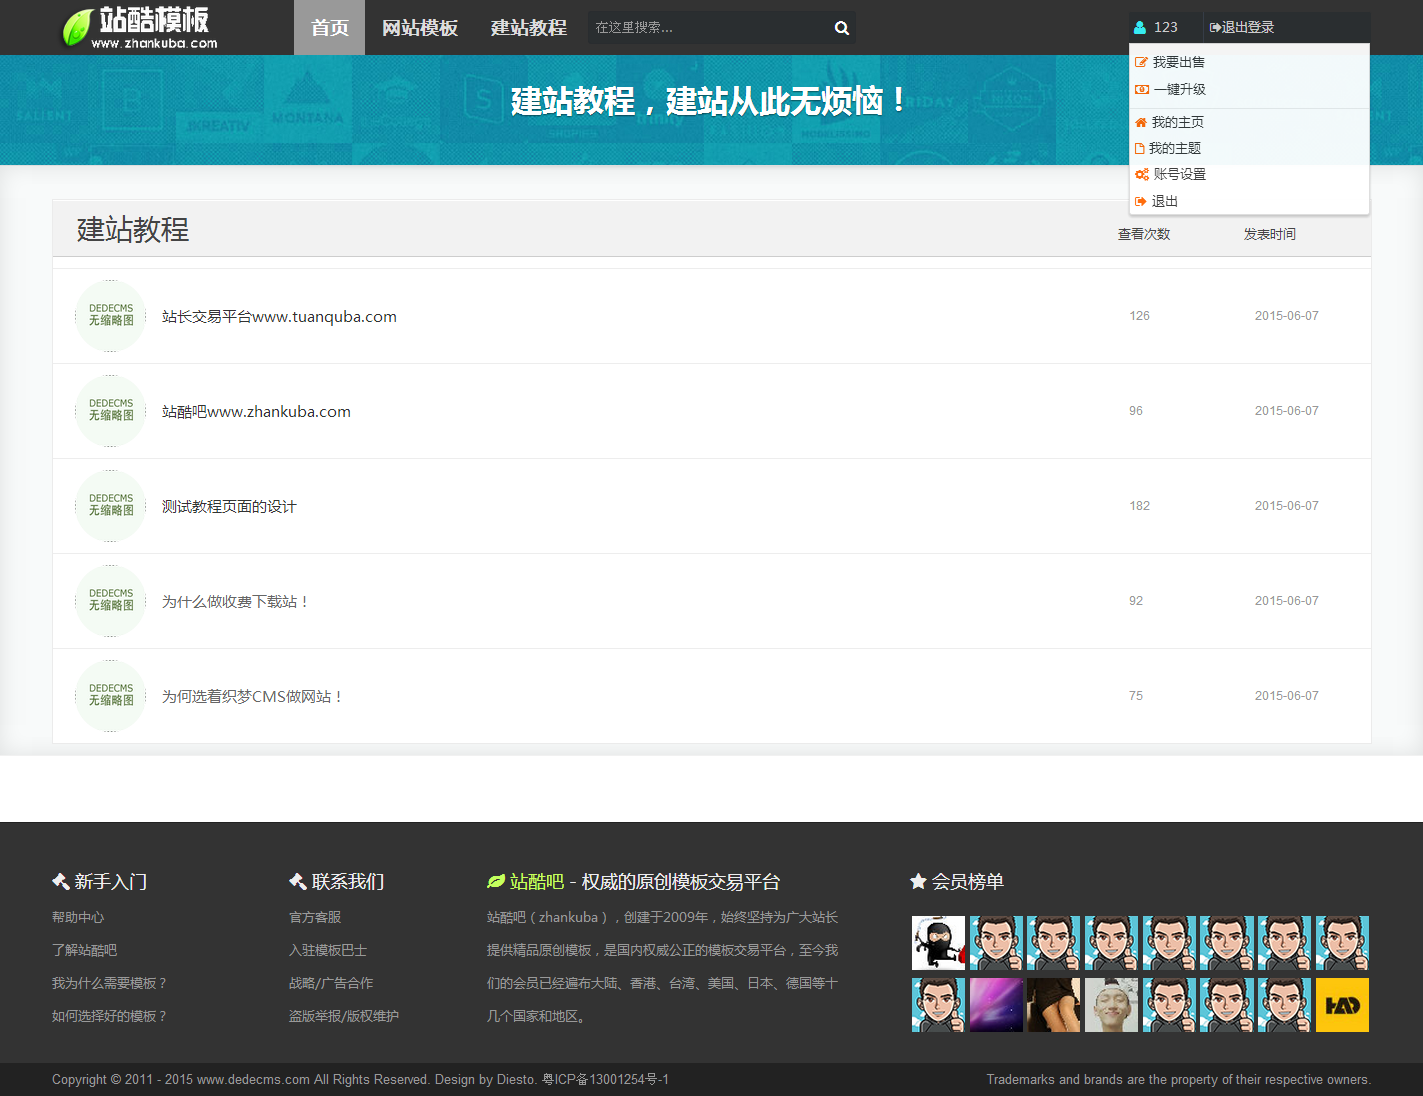 站酷模板
www.zhankuba.com
首页 网站模板 建站教程 在这里搜索... 123 退出登录
我要出售
一键升级
我的主页
我的主题
账号设置
退出
建站教程，建站从此无烦恼！
建站教程 查看次数 发表时间
DEDECMS
无缩略图
站长交易平台www.tuanquba.com 126 2015-06-07
DEDECMS
无缩略图
站酷吧www.zhankuba.com 96 2015-06-07
DEDECMS
无缩略图
测试教程页面的设计 182 2015-06-07
DEDECMS
无缩略图
为什么做收费下载站！ 92 2015-06-07
DEDECMS
无缩略图
为何选着织梦CMS做网站！ 75 2015-06-07
新手入门
帮助中心
了解站酷吧
我为什么需要模板？
如何选择好的模板？
联系我们
官方客服
入驻模板巴士
战略/广告合作
盗版举报/版权维护
站酷吧 - 权威的原创模板交易平台
站酷吧（zhankuba），创建于2009年，始终坚持为广大站长
提供精品原创模板，是国内权威公正的模板交易平台，至今我
们的会员已经遍布大陆、香港、台湾、美国、日本、德国等十
几个国家和地区。
会员榜单
Copyright © 2011 - 2015 www.dedecms.com All Rights Reserved. Design by Diesto. 粤ICP备13001254号-1
Trademarks and brands are the property of their respective owners.